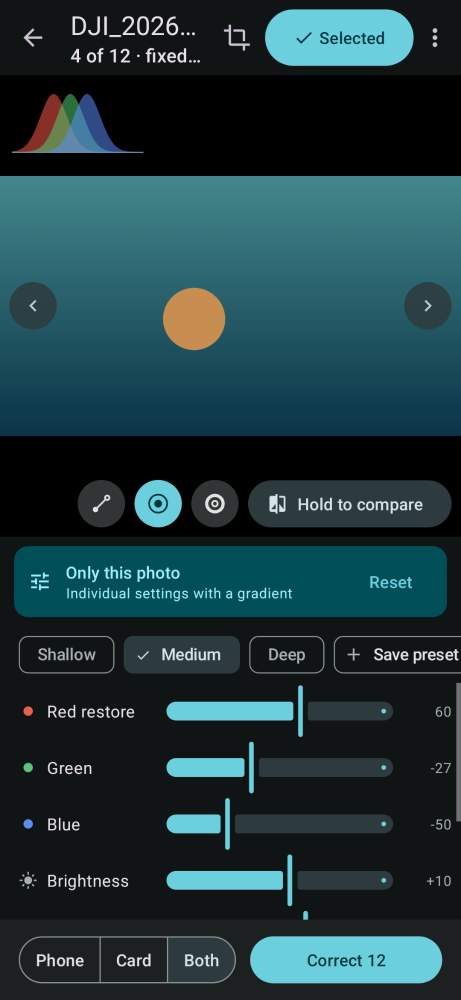 DJI_2026…
4 of 12 · fixed…
Selected
Hold to compare
Only this photo
Individual settings with a gradient
Reset
Shallow
Medium
Deep
Save preset
Red restore
60
Green
-27
Blue
-50
Brightness
+10
Phone
Card
Both
Correct 12